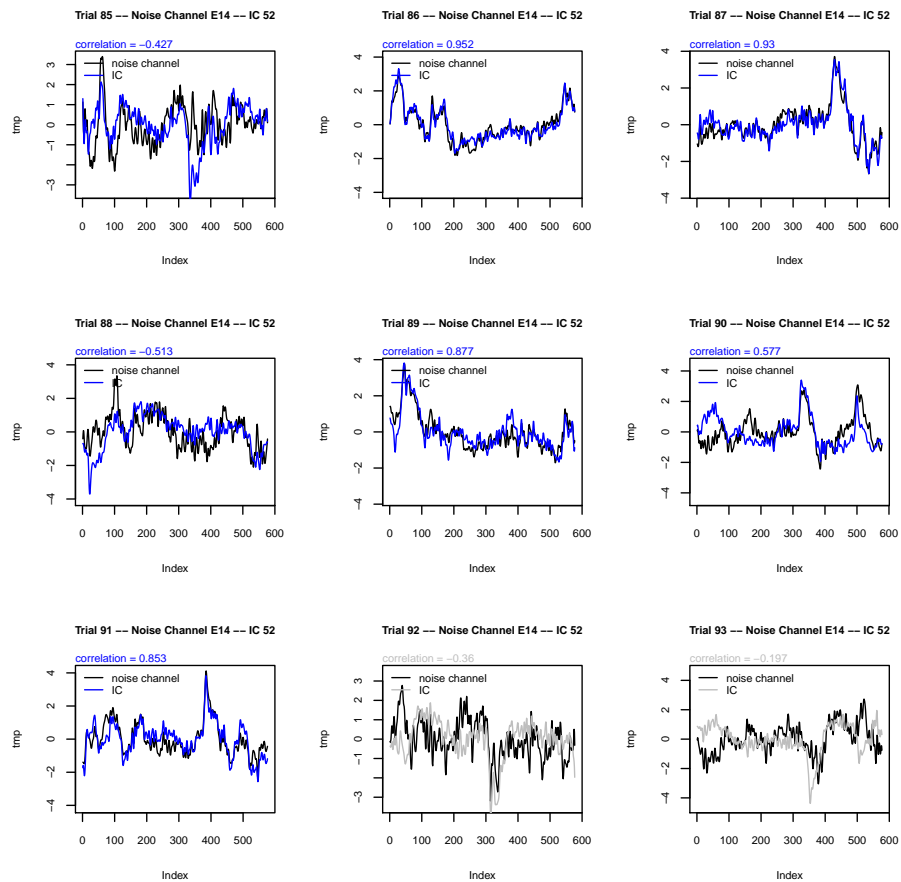 Trial 85 −− Noise Channel E14 −− IC 52
correlation = −0.427
noise channel
IC
tmp
3
2
1
0
−1
−3
0 100 200 300 400 500 600
Index
Trial 86 −− Noise Channel E14 −− IC 52
correlation = 0.952
noise channel
IC
tmp
4
2
0
−2
−4
0 100 200 300 400 500 600
Index
Trial 87 −− Noise Channel E14 −− IC 52
correlation = 0.93
noise channel
IC
tmp
4
2
0
−2
−4
0 100 200 300 400 500 600
Index
Trial 88 −− Noise Channel E14 −− IC 52
correlation = −0.513
noise channel
IC
tmp
4
2
0
−2
−4
0 100 200 300 400 500 600
Index
Trial 89 −− Noise Channel E14 −− IC 52
correlation = 0.877
noise channel
IC
tmp
4
2
0
−2
−4
0 100 200 300 400 500 600
Index
Trial 90 −− Noise Channel E14 −− IC 52
correlation = 0.577
noise channel
IC
tmp
4
2
0
−2
−4
0 100 200 300 400 500 600
Index
Trial 91 −− Noise Channel E14 −− IC 52
correlation = 0.853
noise channel
IC
tmp
4
2
0
−2
−4
0 100 200 300 400 500
Index
Trial 92 −− Noise Channel E14 −− IC 52
correlation = −0.36
noise channel
IC
tmp
3
2
1
0
−1
−3
0 100 200 300 400 500 600
Index
Trial 93 −− Noise Channel E14 −− IC 52
correlation = −0.197
noise channel
IC
tmp
4
2
0
−2
−4
0 100 200 300 400 500 600
Index